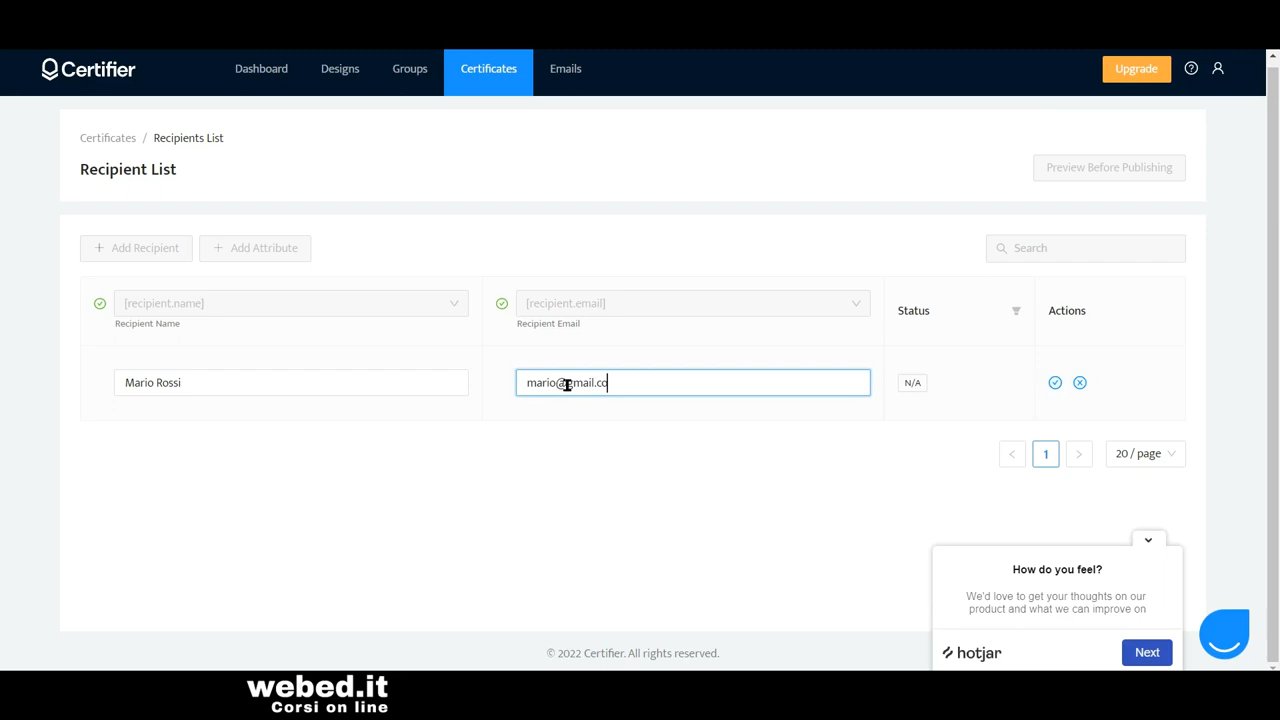 Certifier
Dashboard
Designs
Groups
Certificates
Emails
Upgrade
Certificates / Recipients List
Recipient List
Preview Before Publishing
+ Add Recipient
+ Add Attribute
Search
[recipient.name]
Recipient Name
[recipient.email]
Recipient Email
Status
Actions
Mario Rossi
mario@gmail.co
N/A
< 1 > 20 / page
How do you feel?
We'd love to get your thoughts on our
product and what we can improve on
hotjar
Next
© 2022 Certifier. All rights reserved.
webed.it
Corsi on line